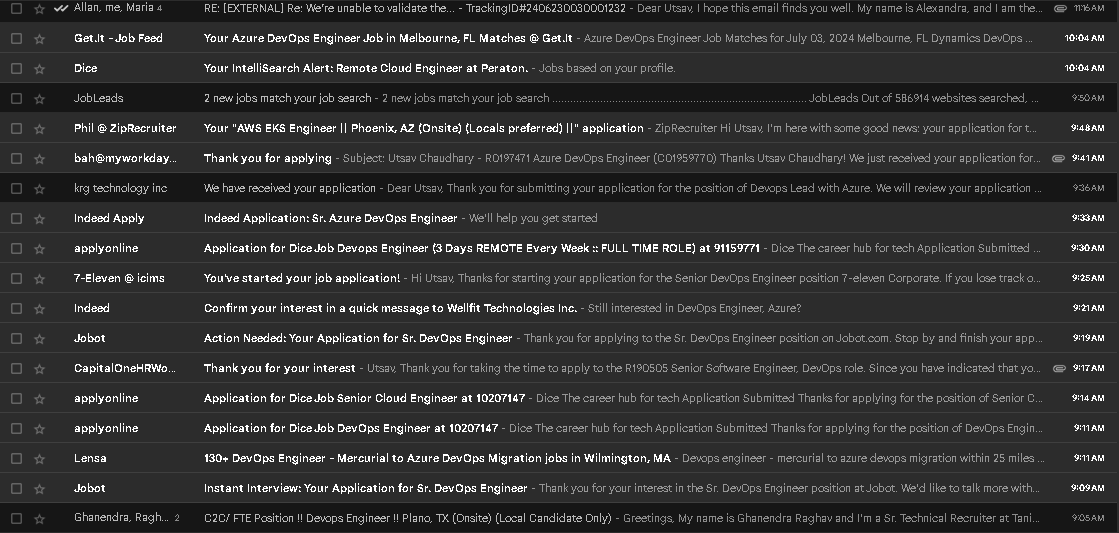 Allan, me, Maria 4 RE: [EXTERNAL] Re: We're unable to validate the... - TrackingID#2406230030001232 - Dear Utsav, I hope this email finds you well. My name is Alexandra, and I am the... 11:16 AM
Get.It - Job Feed Your Azure DevOps Engineer Job in Melbourne, FL Matches @ Get.It - Azure DevOps Engineer Job Matches for July 03, 2024 Melbourne, FL Dynamics DevOps ... 10:04 AM
Dice Your IntelliSearch Alert: Remote Cloud Engineer at Peraton. - Jobs based on your profile. 10:04 AM
JobLeads 2 new jobs match your job search - 2 new jobs match your job search ................................................................................ JobLeads Out of 586914 websites searched, ... 9:50 AM
Phil @ ZipRecruiter Your "AWS EKS Engineer || Phoenix, AZ (Onsite) (Locals preferred) ||" application - ZipRecruiter Hi Utsav, I'm here with some good news: your application for t... 9:48 AM
bah@myworkday... Thank you for applying - Subject: Utsav Chaudhary - R0197471 Azure DevOps Engineer (C01959770) Thanks Utsav Chaudhary! We just received your application for... 9:41 AM
krg technology inc We have received your application - Dear Utsav, Thank you for submitting your application for the position of Devops Lead with Azure. We will review your application ... 9:36 AM
Indeed Apply Indeed Application: Sr. Azure DevOps Engineer - We'll help you get started 9:33 AM
applyonline Application for Dice Job Devops Engineer (3 Days REMOTE Every Week :: FULL TIME ROLE) at 91159771 - Dice The career hub for tech Application Submitted ... 9:30 AM
7-Eleven @ icims You've started your job application! - Hi Utsav, Thanks for starting your application for the Senior DevOps Engineer position 7-eleven Corporate. If you lose track o... 9:25 AM
Indeed Confirm your interest in a quick message to Wellfit Technologies Inc. - Still interested in DevOps Engineer, Azure? 9:21 AM
Jobot Action Needed: Your Application for Sr. DevOps Engineer - Thank you for applying to the Sr. DevOps Engineer position on Jobot.com. Stop by and finish your app... 9:19 AM
CapitalOneHRWo... Thank you for your interest - Utsav, Thank you for taking the time to apply to the R190505 Senior Software Engineer, DevOps role. Since you have indicated that yo... 9:17 AM
applyonline Application for Dice Job Senior Cloud Engineer at 10207147 - Dice The career hub for tech Application Submitted Thanks for applying for the position of Senior C... 9:14 AM
applyonline Application for Dice Job DevOps Engineer at 10207147 - Dice The career hub for tech Application Submitted Thanks for applying for the position of DevOps Engin... 9:11 AM
Lensa 130+ DevOps Engineer - Mercurial to Azure DevOps Migration jobs in Wilmington, MA - Devops engineer - mercurial to azure devops migration within 25 miles ... 9:11 AM
Jobot Instant Interview: Your Application for Sr. DevOps Engineer - Thank you for your interest in the Sr. DevOps Engineer position at Jobot. We'd like to talk more with... 9:09 AM
Ghanendra, Ragh... 2 C2C/ FTE Position !! Devops Engineer !! Plano, TX (Onsite) (Local Candidate Only) - Greetings, My name is Ghanendra Raghav and I'm a Sr. Technical Recruiter at Tani... 9:05 AM